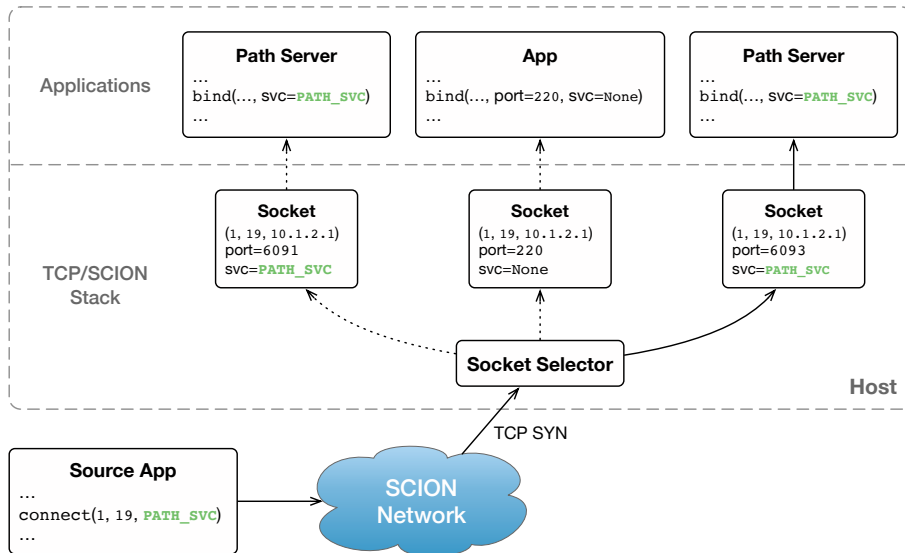 Applications
Path Server
...
bind(..., svc=PATH_SVC)
...
App
...
bind(..., port=220, svc=None)
...
Path Server
...
bind(..., svc=PATH_SVC)
...
TCP/SCION
Stack
Socket
(1, 19, 10.1.2.1)
port=6091
svc=PATH_SVC
Socket
(1, 19, 10.1.2.1)
port=220
svc=None
Socket
(1, 19, 10.1.2.1)
port=6093
svc=PATH_SVC
Socket Selector
Host
TCP SYN
Source App
...
connect(1, 19, PATH_SVC)
...
SCION
Network